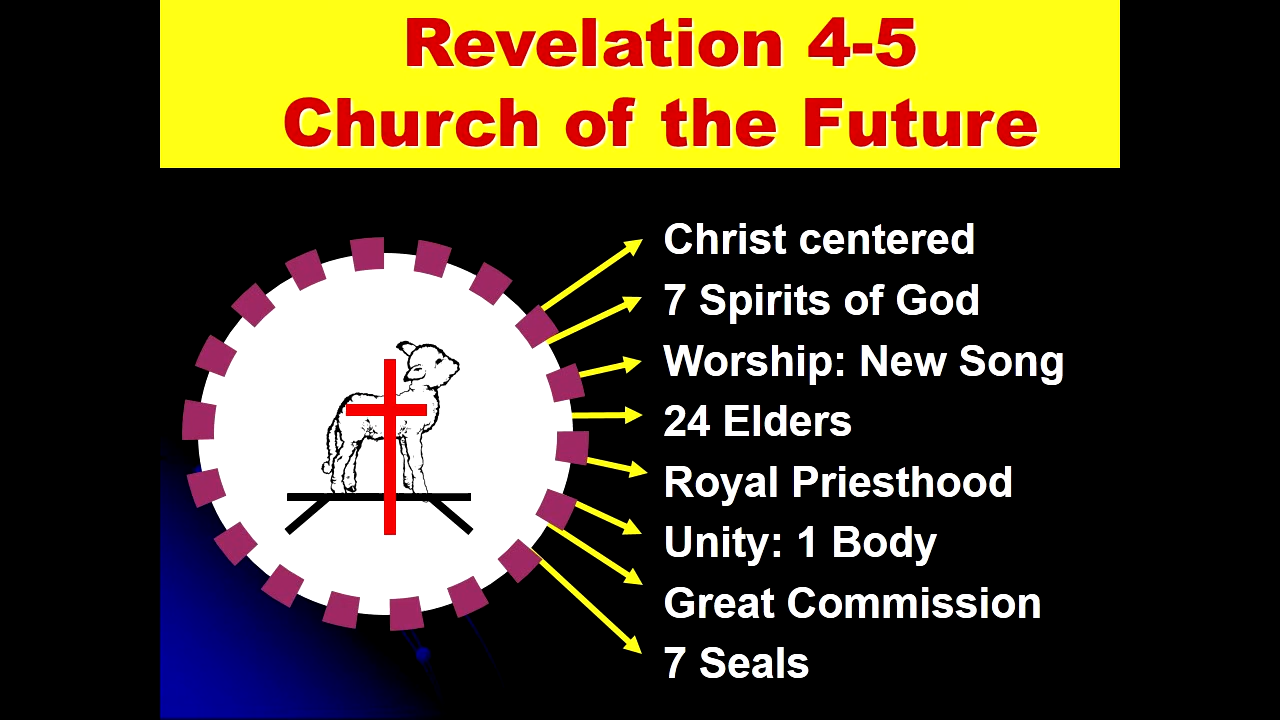 Revelation 4-5
Church of the Future
Christ centered
7 Spirits of God
Worship: New Song
24 Elders
Royal Priesthood
Unity: 1 Body
Great Commission
7 Seals